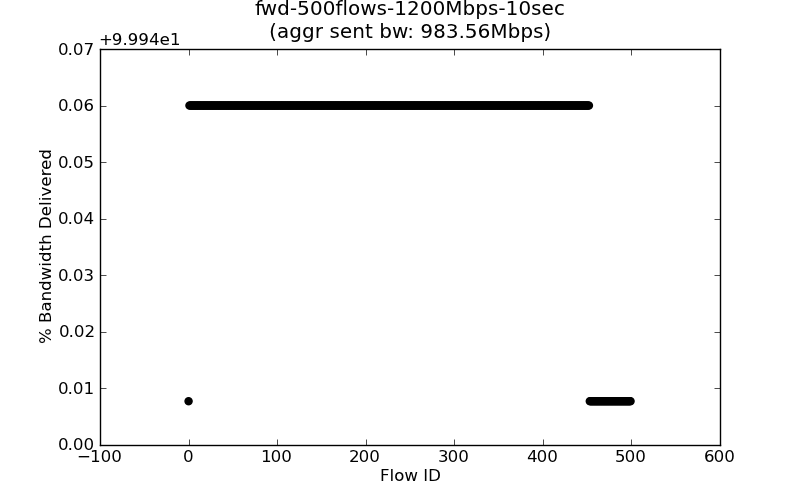 fwd-500flows-1200Mbps-10sec
(aggr sent bw: 983.56Mbps)
+9.994e1
0.07
0.06
0.05
0.04
0.03
0.02
0.01
0.00
% Bandwidth Delivered
−100 0 100 200 300 400 500 600
Flow ID